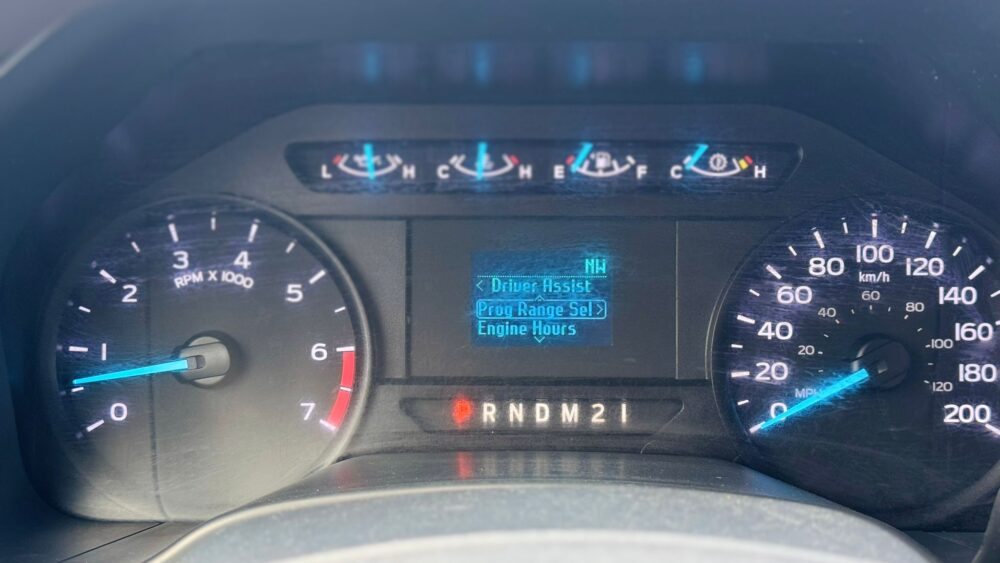 L H C H E F C H
NW
< Driver Assist
Prog Range Sel >
Engine Hours
0 1 2 3 4 5 6 7
RPM X 1000
P R N D M 2 1
0 20 40 60 80 100 120 140 160 180 200
km/h
20 40 60 80 100 120
MPH